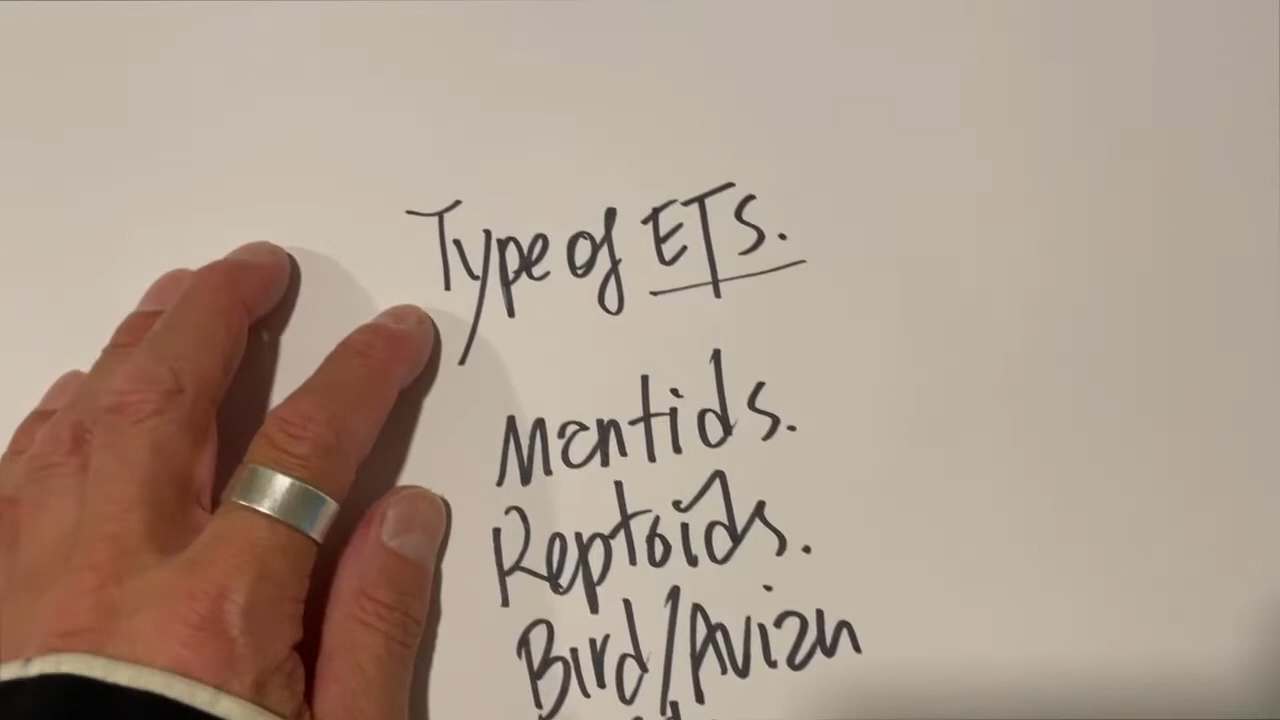 Type of ETs.
Mantids.
Reptoids.
Bird/Avian